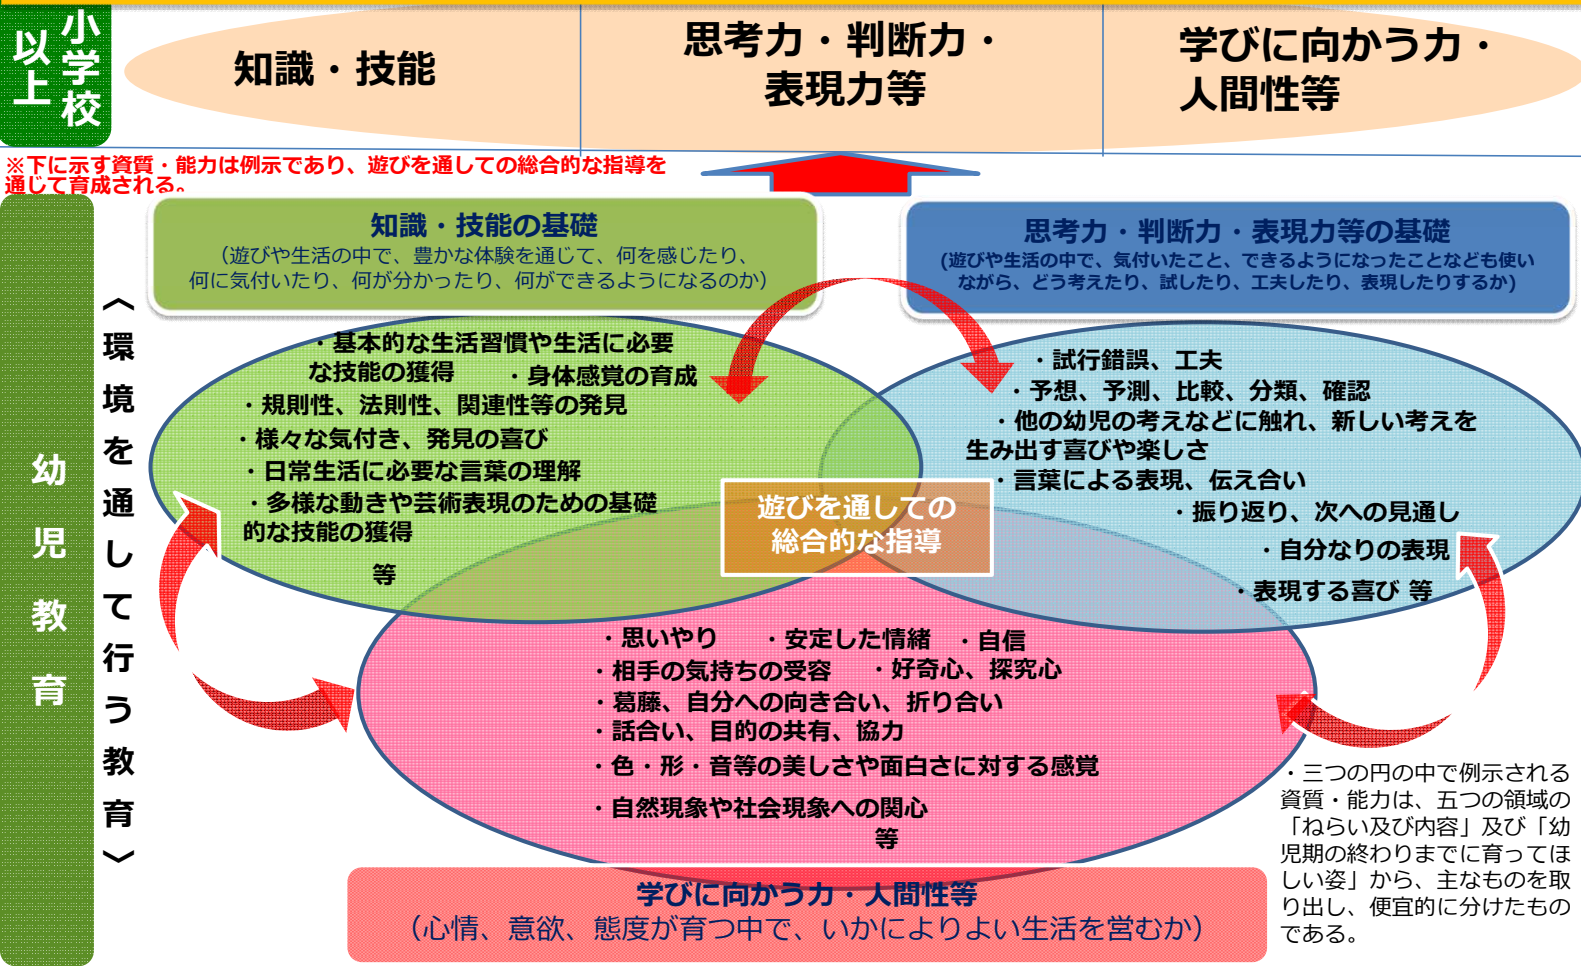 小学校
以上
知識・技能
思考力・判断力・
表現力等
学びに向かう力・
人間性等
※下に示す資質・能力は例示であり、遊びを通しての総合的な指導を
通じて育成される。
幼児教育
〈環境を通して行う教育〉
知識・技能の基礎
（遊びや生活の中で、豊かな体験を通じて、何を感じたり、
何に気付いたり、何が分かったり、何ができるようになるのか）
思考力・判断力・表現力等の基礎
(遊びや生活の中で、気付いたこと、できるようになったことなども使い
ながら、どう考えたり、試したり、工夫したり、表現したりするか)
・基本的な生活習慣や生活に必要
な技能の獲得　・身体感覚の育成
・規則性、法則性、関連性等の発見
・様々な気付き、発見の喜び
・日常生活に必要な言葉の理解
・多様な動きや芸術表現のための基礎
的な技能の獲得
等
・試行錯誤、工夫
・予想、予測、比較、分類、確認
・他の幼児の考えなどに触れ、新しい考えを
生み出す喜びや楽しさ
・言葉による表現、伝え合い
・振り返り、次への見通し
・自分なりの表現
・表現する喜び 等
遊びを通しての
総合的な指導
・思いやり　・安定した情緒　・自信
・相手の気持ちの受容　・好奇心、探究心
・葛藤、自分への向き合い、折り合い
・話合い、目的の共有、協力
・色・形・音等の美しさや面白さに対する感覚
・自然現象や社会現象への関心
等
学びに向かう力・人間性等
（心情、意欲、態度が育つ中で、いかによりよい生活を営むか）
・三つの円の中で例示される
資質・能力は、五つの領域の
「ねらい及び内容」及び「幼
児期の終わりまでに育ってほ
しい姿」から、主なものを取
り出し、便宜的に分けたもの
である。